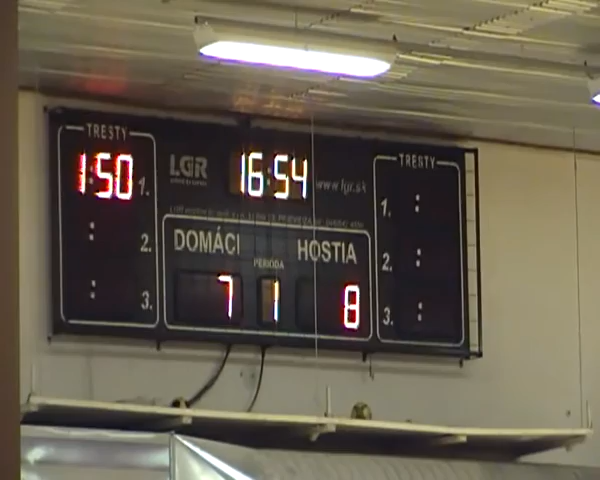 TRESTY
1:50 1.
:
2.
:
3.
LGR
16:54
www.lgr.sk
DOMÁCI
HOSTIA
PERIÓDA
7
1
8
TRESTY
1. :
2. :
3. :